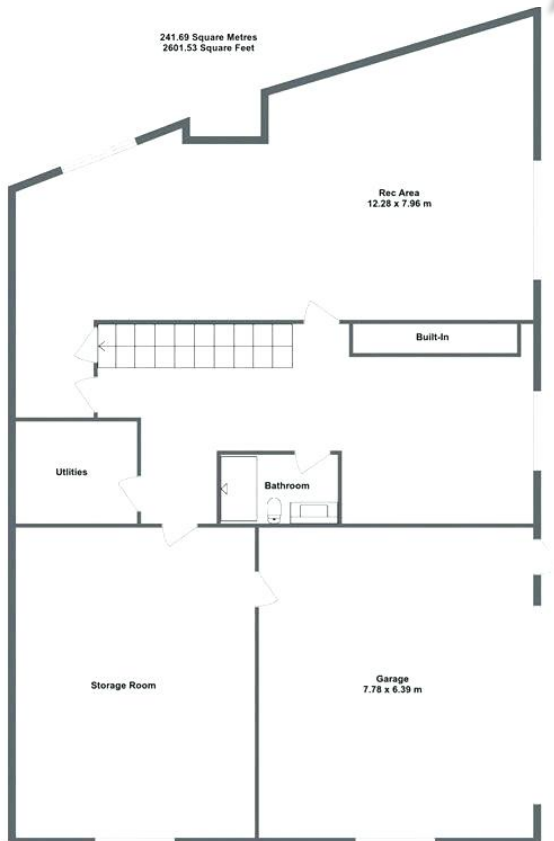 241.69 Square Metres
2601.53 Square Feet
Rec Area
12.28 x 7.96 m
Built-In
Utlities
Bathroom
Storage Room
Garage
7.78 x 6.39 m